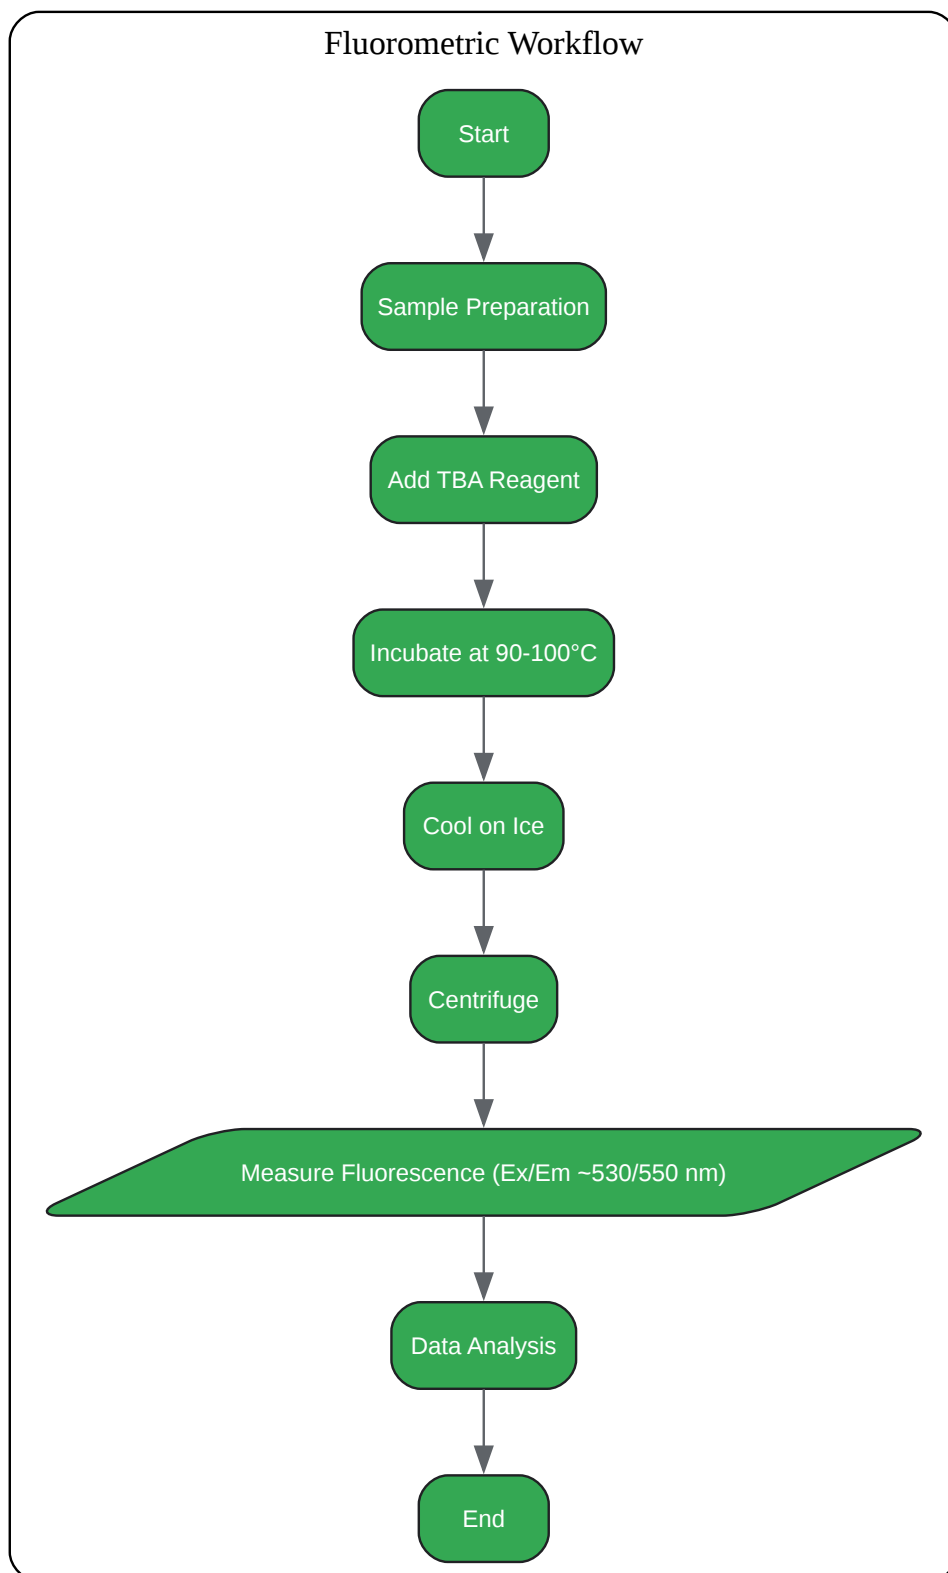 Fluorometric Workflow
Start
Sample Preparation
Add TBA Reagent
Incubate at 90-100°C
Cool on Ice
Centrifuge
Measure Fluorescence (Ex/Em ~530/550 nm)
Data Analysis
End